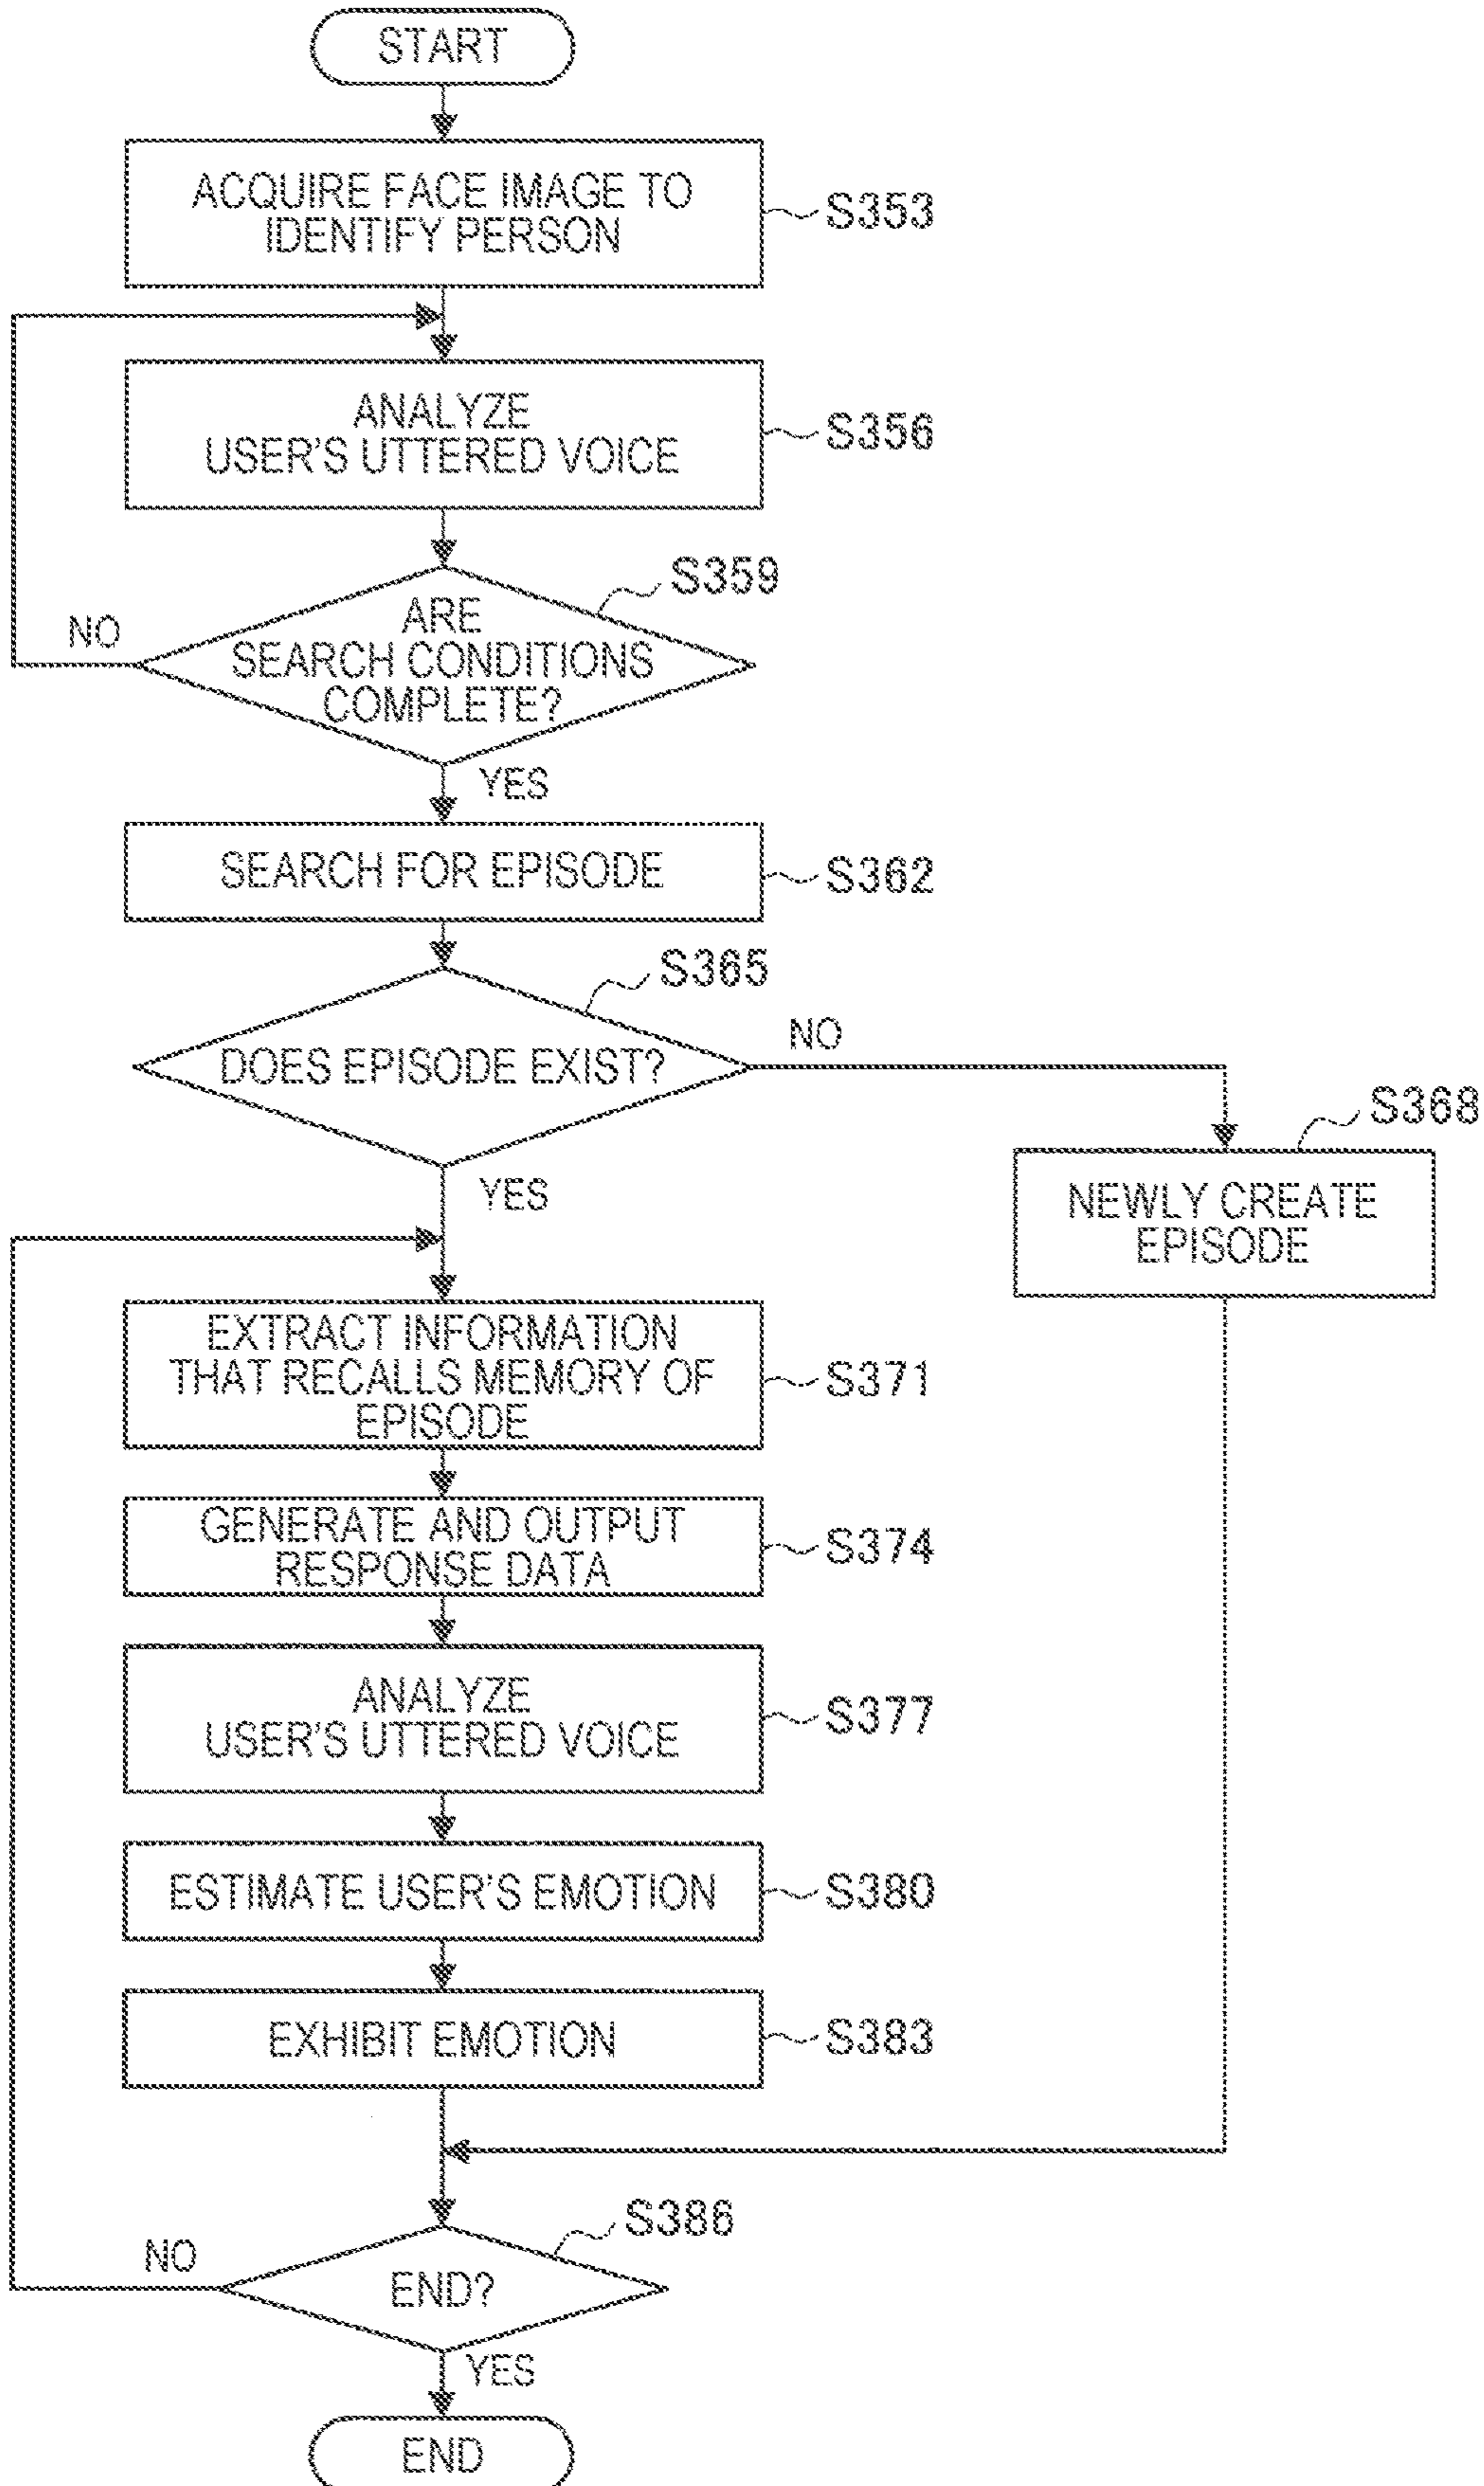 START
ACQUIRE FACE IMAGE TO
IDENTIFY PERSON
S353
ANALYZE
USER'S UTTERED VOICE
S356
S359
ARE
SEARCH CONDITIONS
COMPLETE?
NO
YES
SEARCH FOR EPISODE
S362
S365
DOES EPISODE EXIST?
NO
S368
NEWLY CREATE
EPISODE
YES
EXTRACT INFORMATION
THAT RECALLS MEMORY OF
EPISODE
S371
GENERATE AND OUTPUT
RESPONSE DATA
S374
ANALYZE
USER'S UTTERED VOICE
S377
ESTIMATE USER'S EMOTION
S380
EXHIBIT EMOTION
S383
S386
END?
NO
YES
END